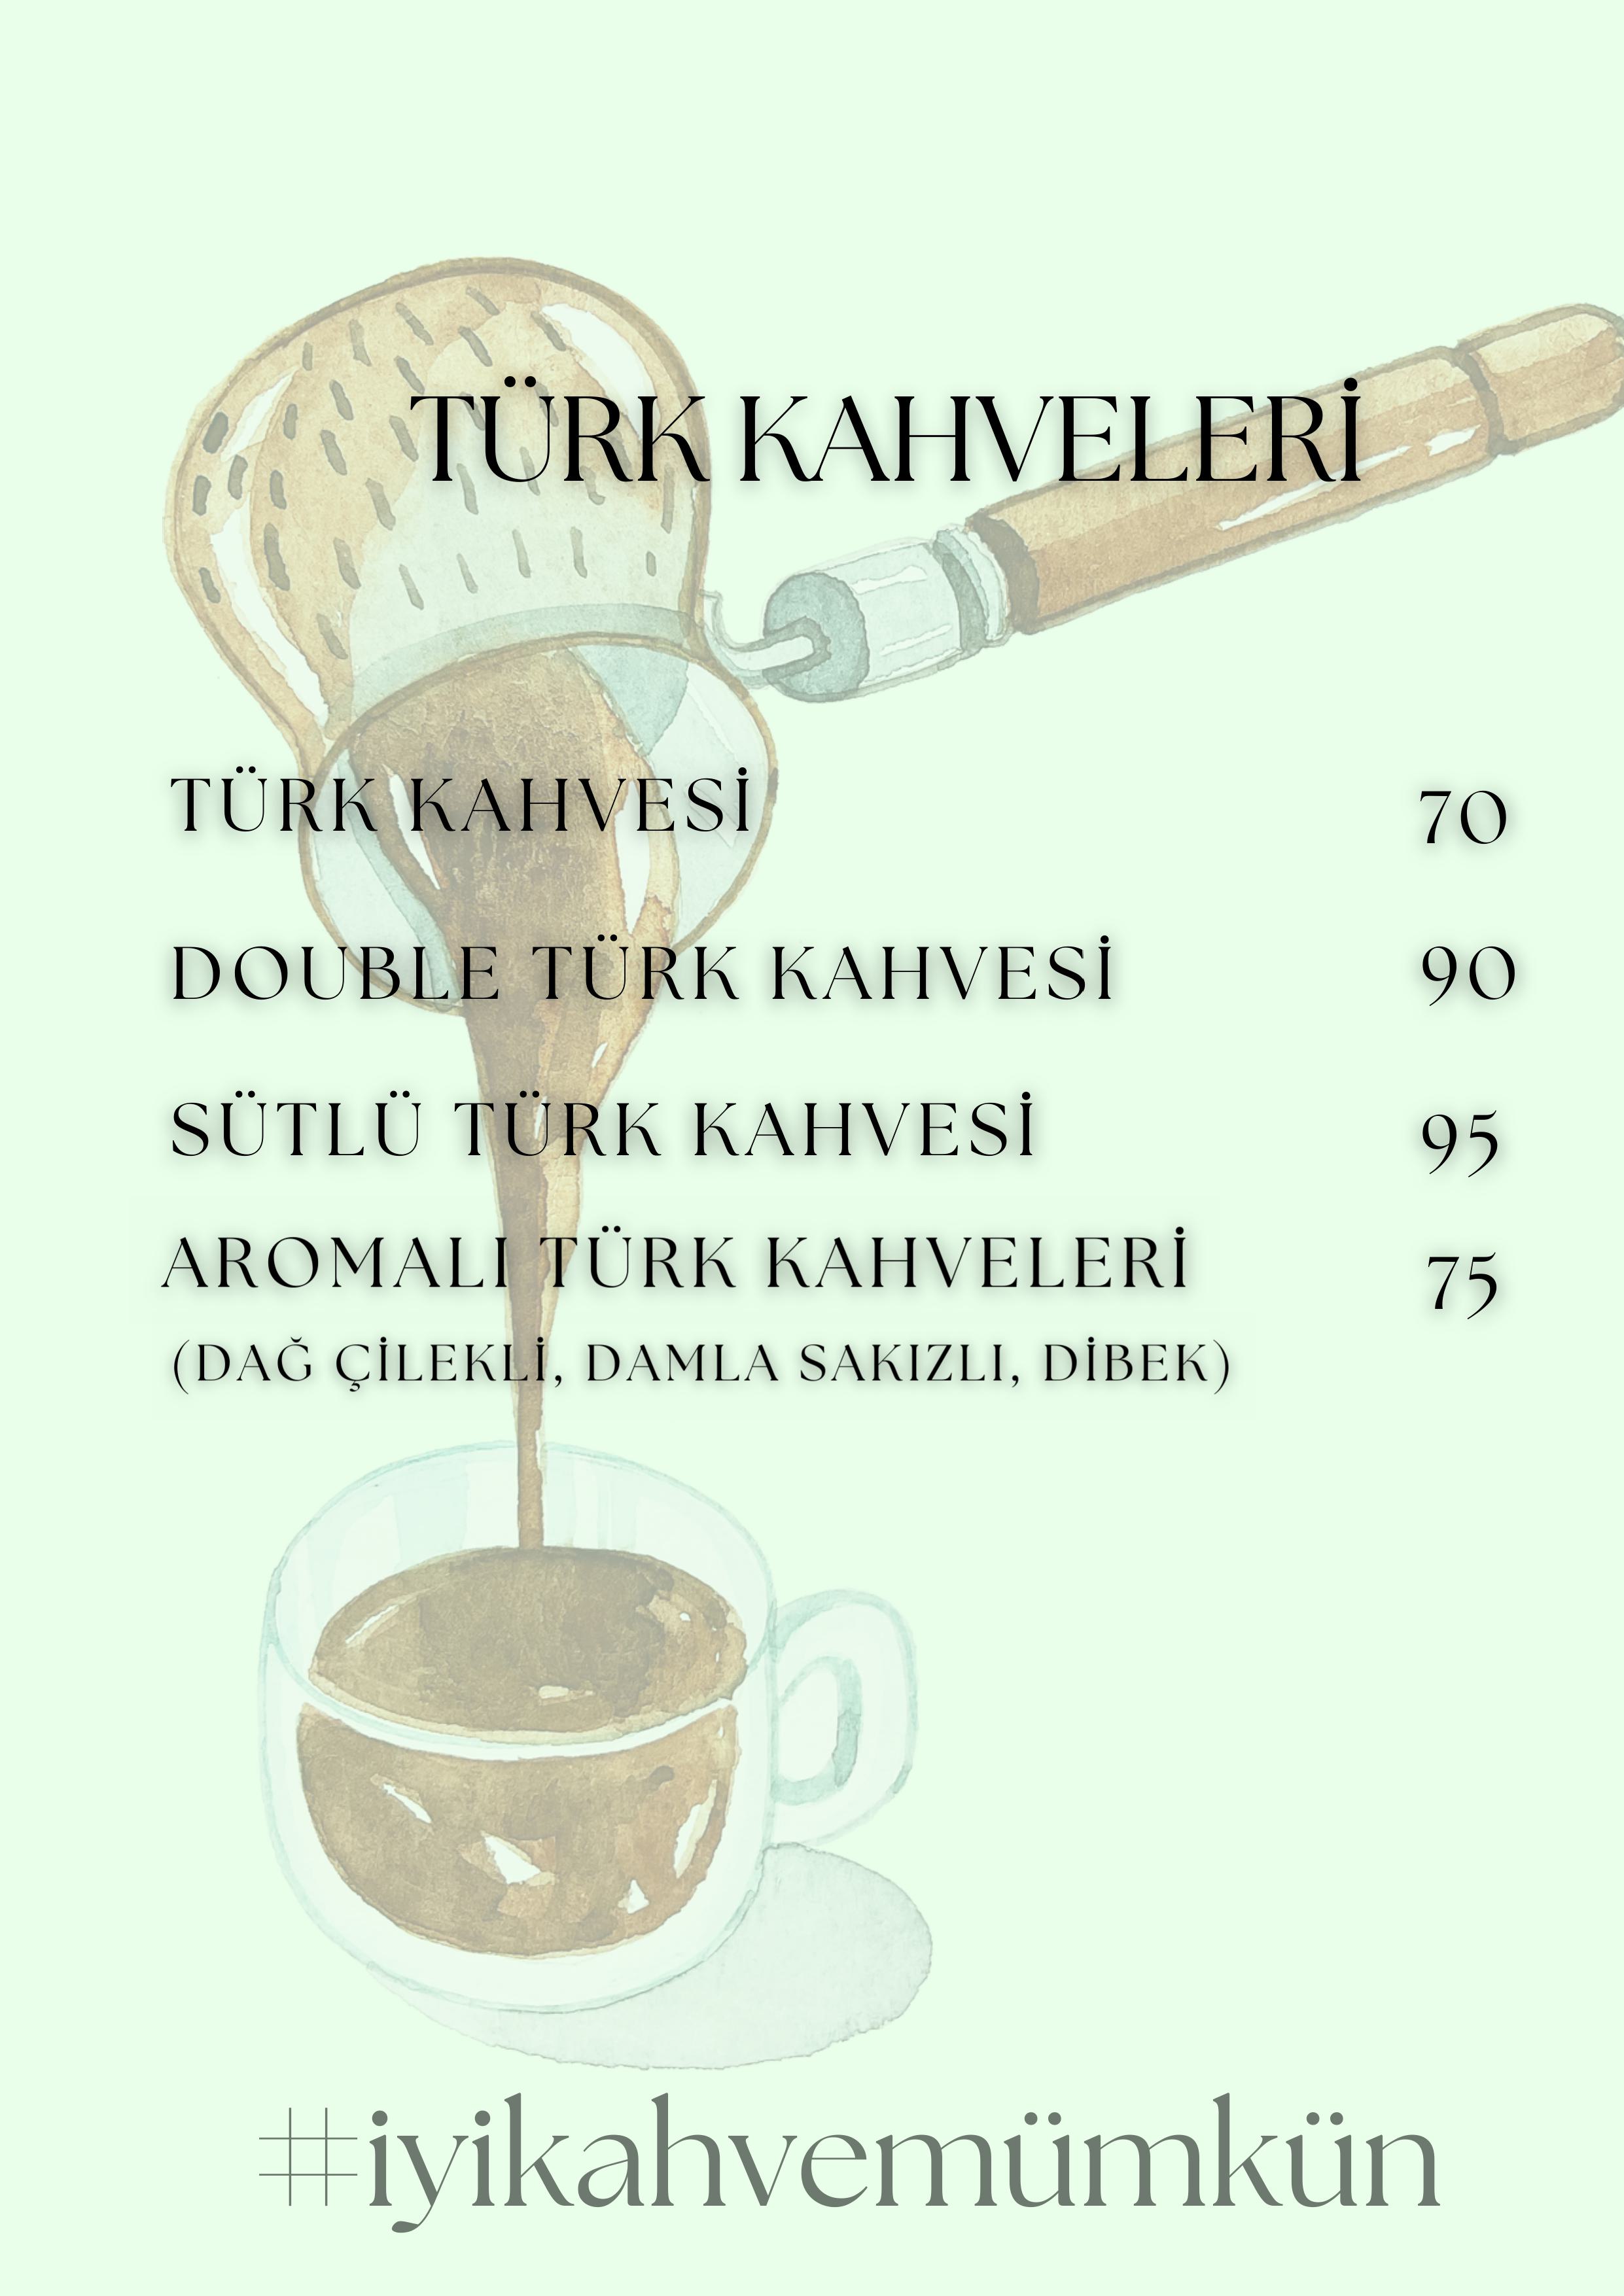 TÜRK KAHVELERİ
TÜRK KAHVESİ 70
DOUBLE TÜRK KAHVESİ 90
SÜTLÜ TÜRK KAHVESİ 95
AROMALI TÜRK KAHVELERİ 75
(DAĞ ÇİLEKLİ, DAMLA SAKIZLI, DİBEK)
#iyikahvemümkün